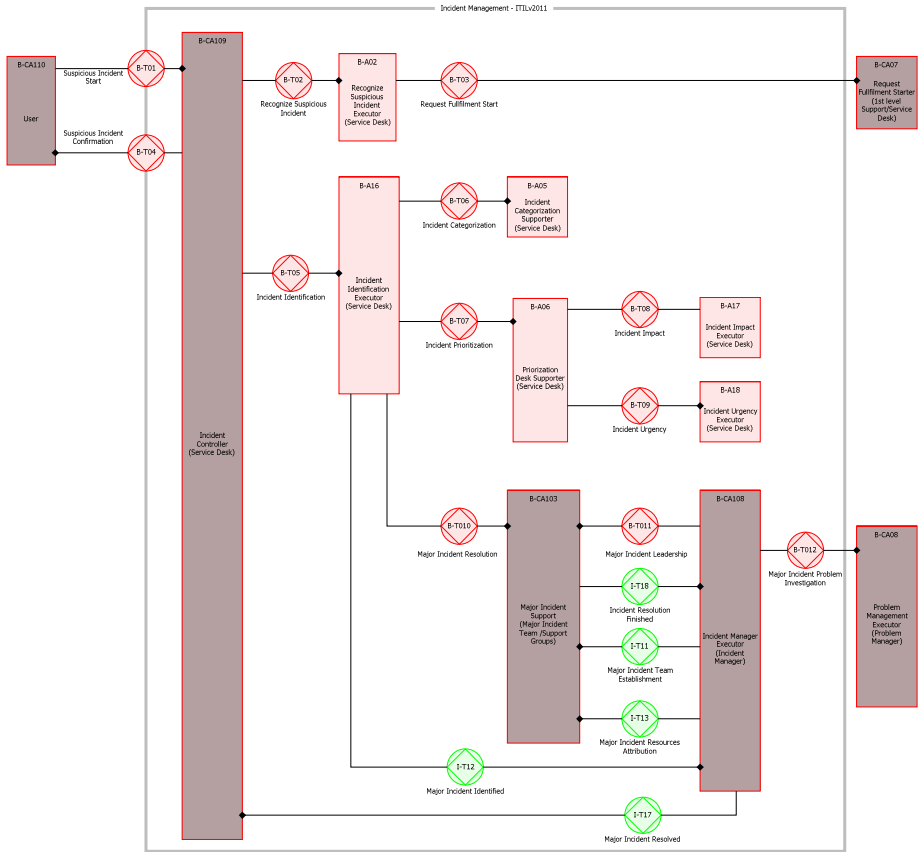 Incident Management - ITILv2011
B-CA110
User
Suspicious Incident
Start
B-T01
Suspicious Incident
Confirmation
B-T04
B-CA109
Incident
Controller
(Service Desk)
B-T02
Recognize Suspicious
Incident
B-A02
Recognize
Suspicious
Incident
Executor
(Service Desk)
B-T03
Request Fullfilment Start
B-CA07
Request
Fullfilment Starter
(1st level
Support/Service
Desk)
B-T05
Incident Identification
B-A16
Incident
Identification
Executor
(Service Desk)
B-T06
Incident Categorization
B-A05
Incident
Categorization
Supporter
(Service Desk)
B-T07
Incident Prioritization
B-A06
Priorization
Desk Supporter
(Service Desk)
B-T08
Incident Impact
B-A17
Incident Impact
Executor
(Service Desk)
B-T09
Incident Urgency
B-A18
Incident Urgency
Executor
(Service Desk)
B-T010
Major Incident Resolution
B-CA103
Major Incident
Support
(Major Incident
Team /Support
Groups)
B-T011
Major Incident Leadership
I-T18
Incident Resolution
Finished
I-T11
Major Incident Team
Establishment
I-T13
Major Incident Resources
Attribution
B-CA108
Incident Manager
Executor
(Incident
Manager)
B-T012
Major Incident Problem
Investigation
B-CA08
Problem
Management
Executor
(Problem
Manager)
I-T12
Major Incident Identified
I-T17
Major Incident Resolved